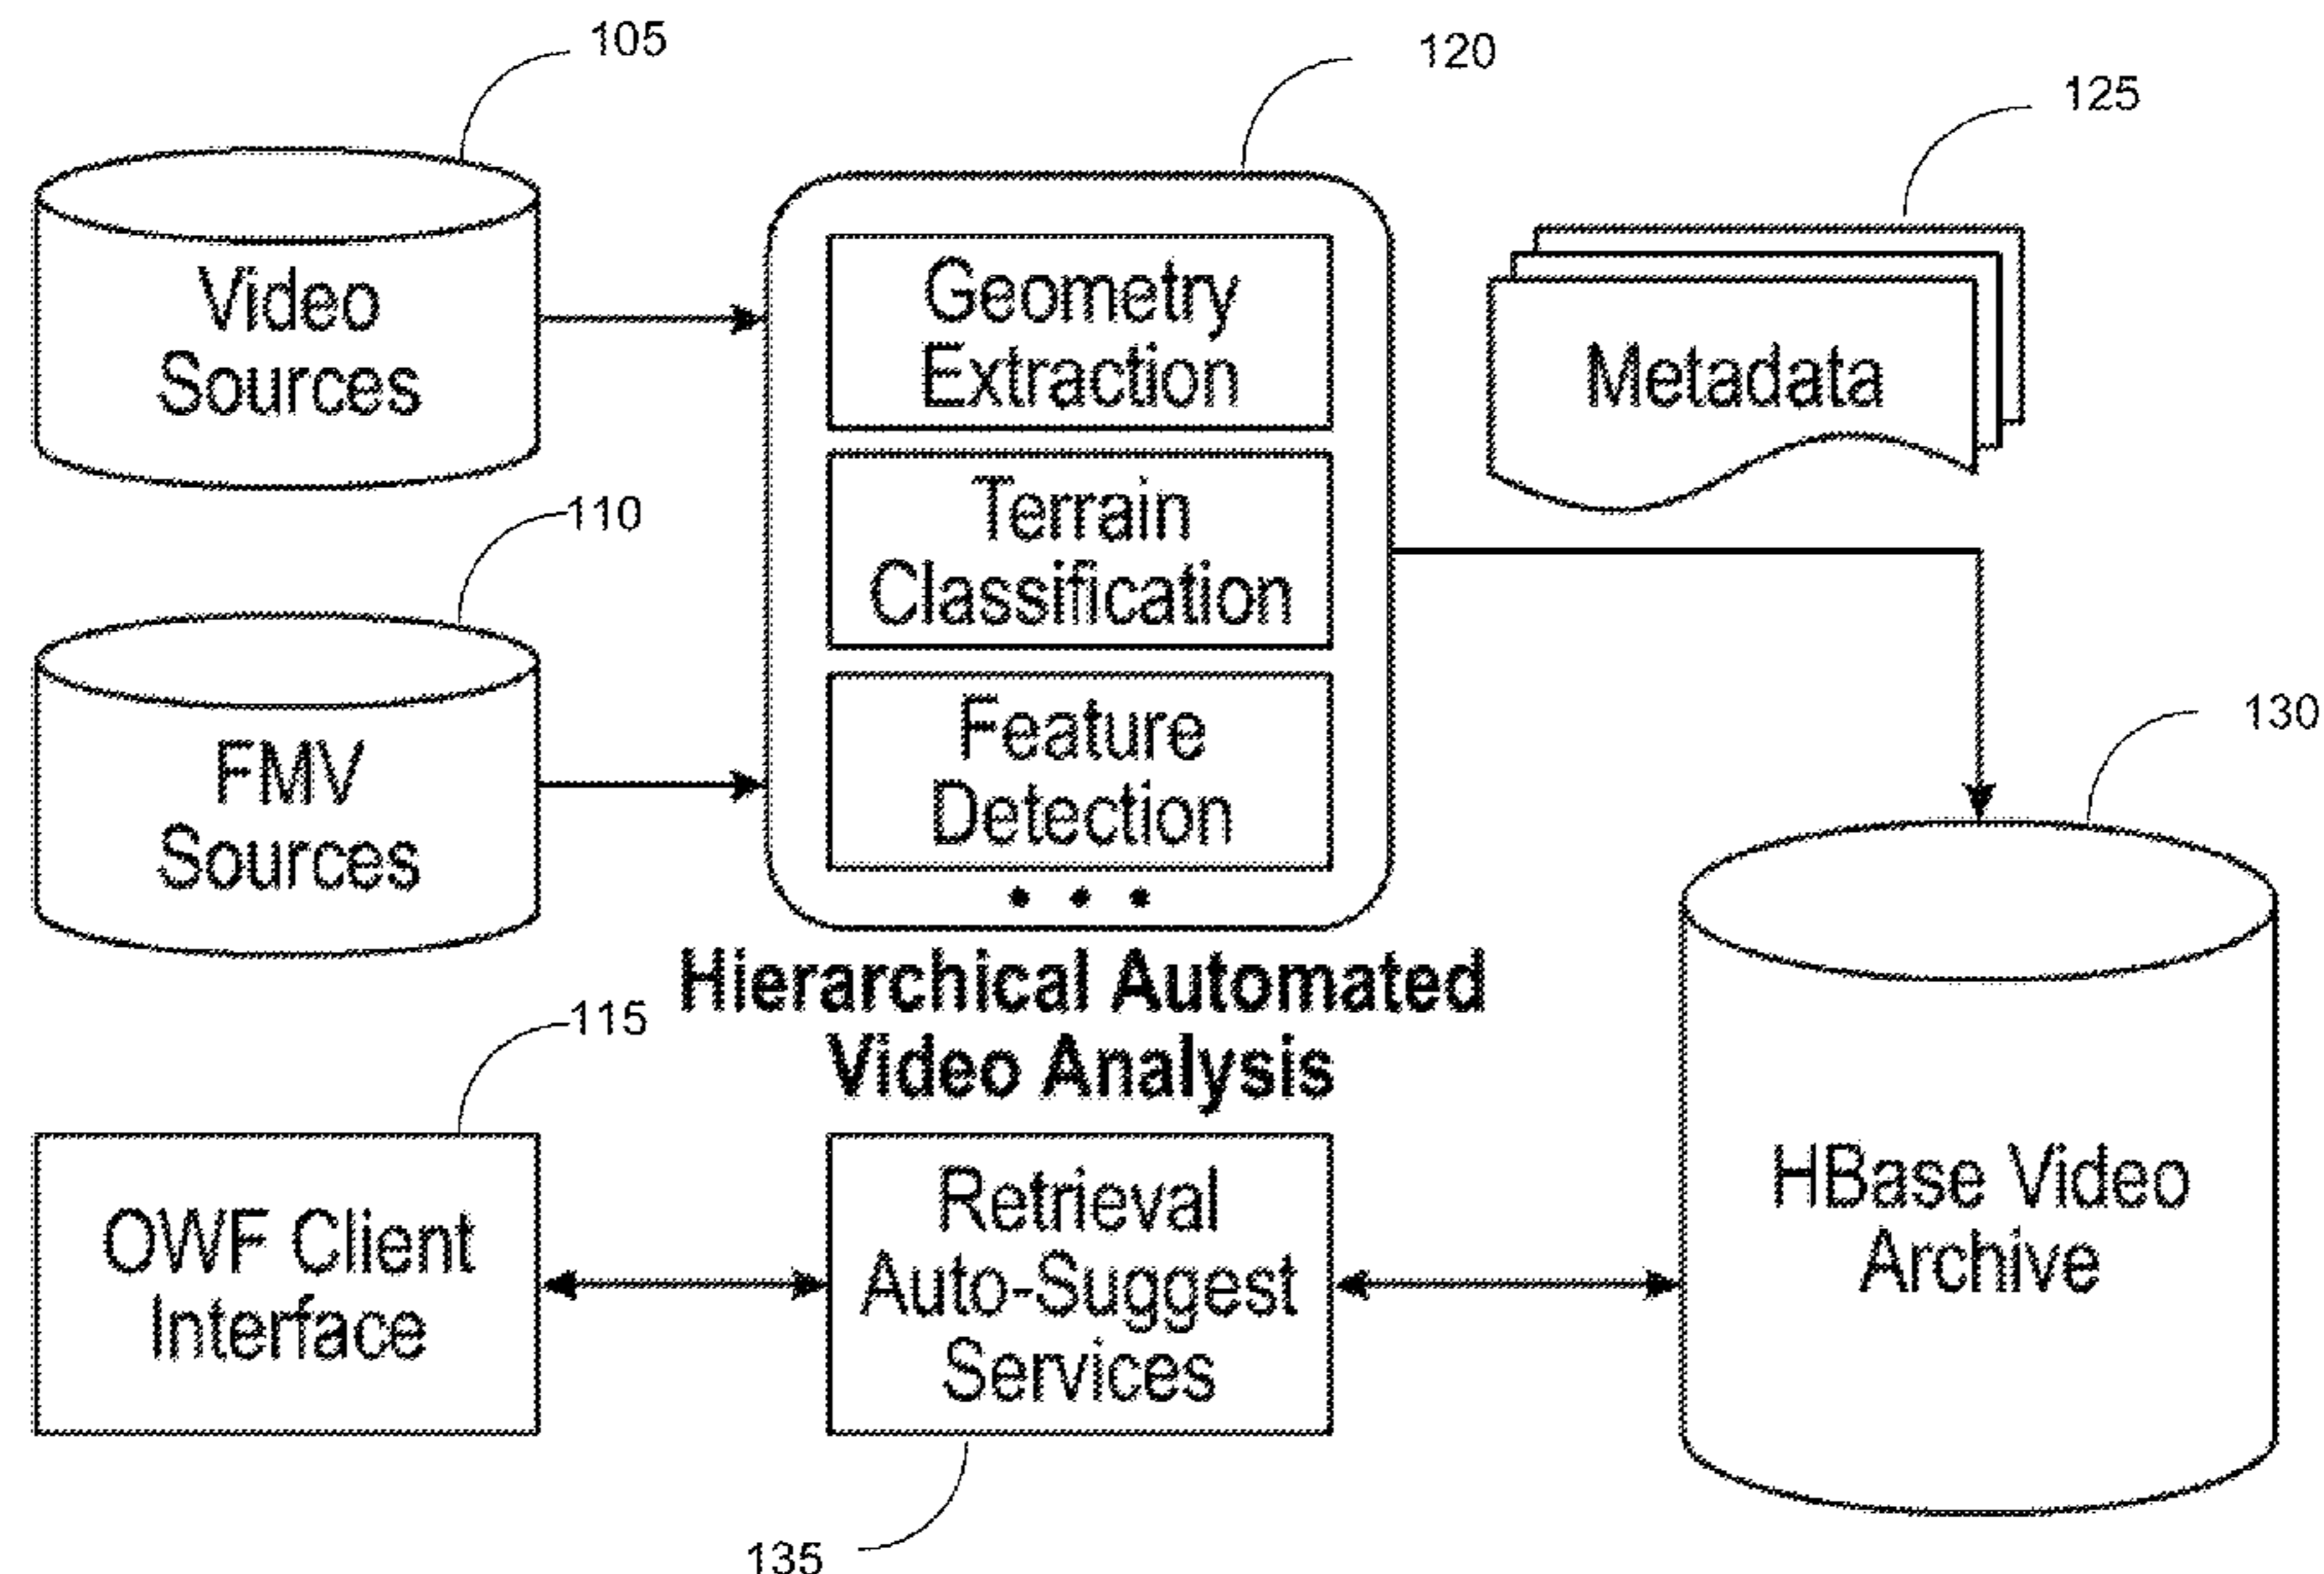 105
120
125
Video
Sources
Geometry
Extraction
Metadata
Terrain
Classification
110
FMV
Sources
Feature
Detection
• • •
130
Hierarchical Automated
Video Analysis
115
OWF Client
Interface
Retrieval
Auto-Suggest
Services
HBase Video
Archive
135